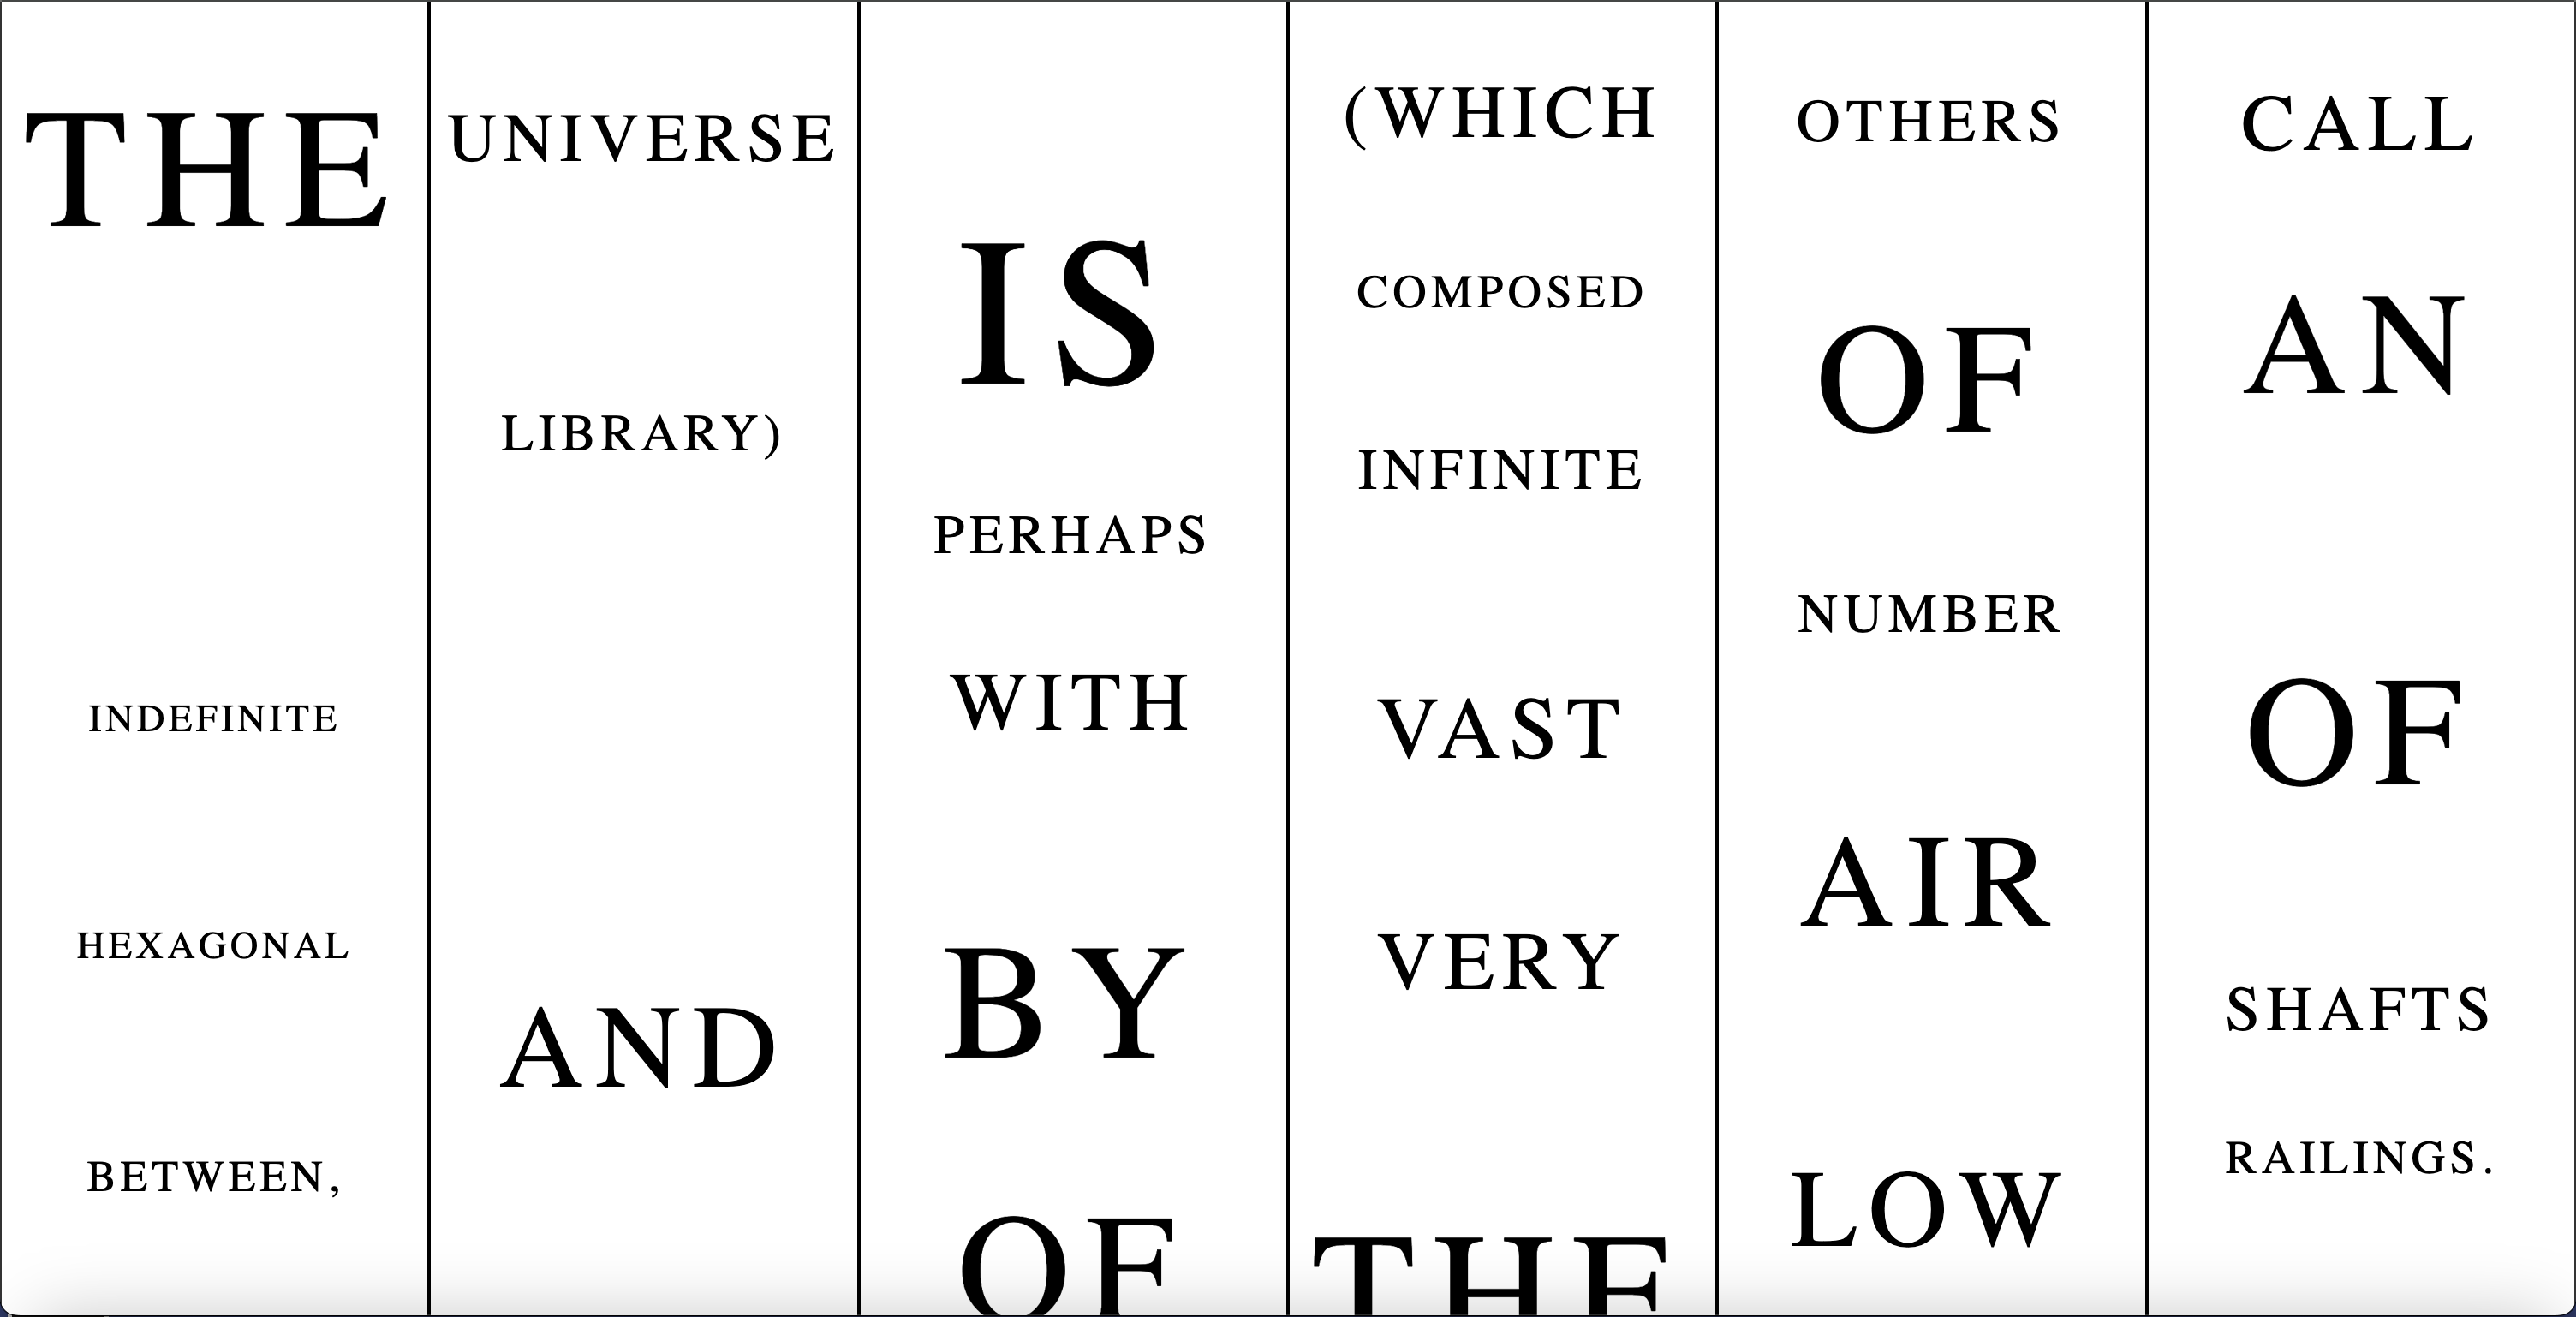 THE UNIVERSE (WHICH OTHERS CALL
LIBRARY) IS COMPOSED OF AN
INDEFINITE AND PERHAPS INFINITE NUMBER OF
HEXAGONAL WITH VAST AIR SHAFTS
BETWEEN, BY VERY LOW RAILINGS.
OF THE